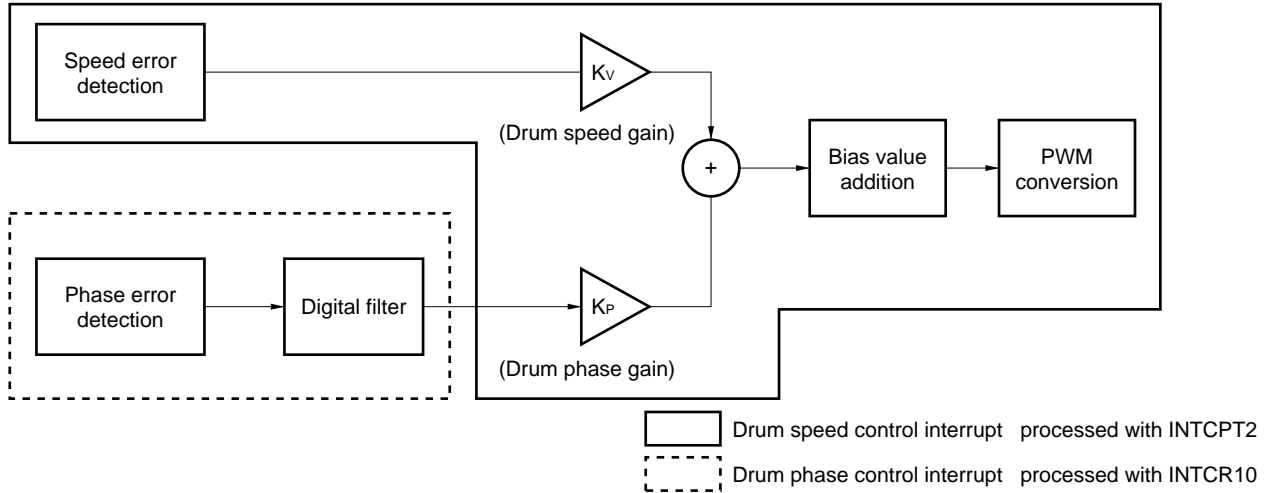 Speed error
detection
KV
(Drum speed gain)
+
Bias value
addition
PWM
conversion
Phase error
detection
Digital filter
KP
(Drum phase gain)
Drum speed control interrupt processed with INTCPT2
Drum phase control interrupt processed with INTCR10